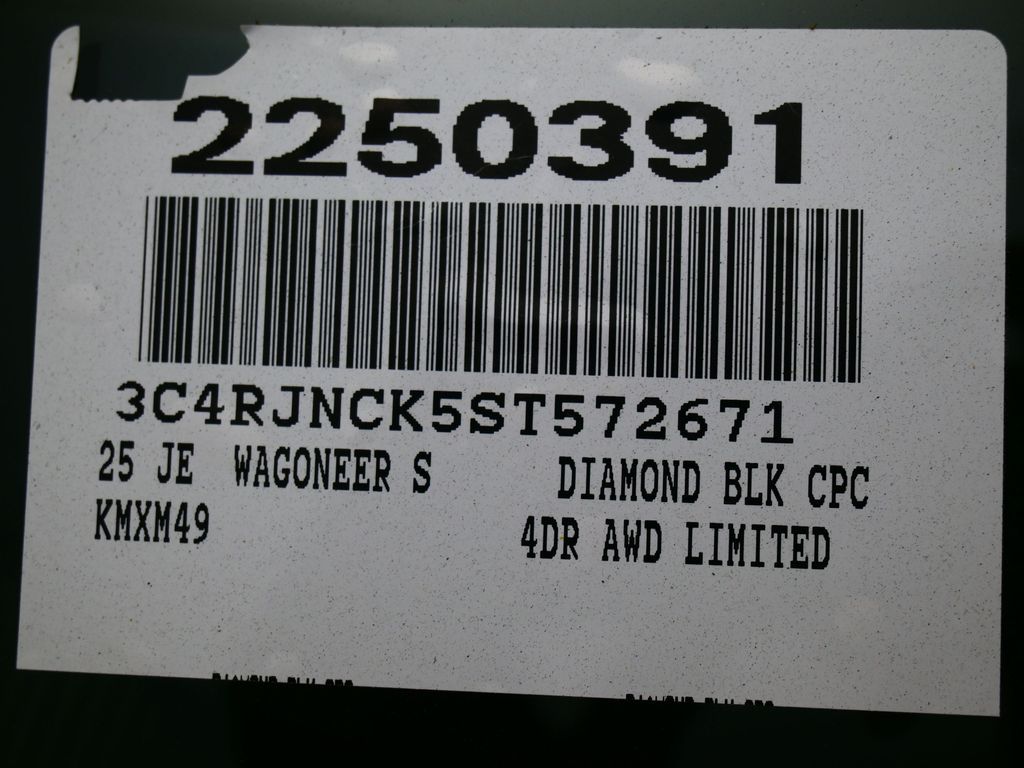 2250391
3C4RJNCK5ST572671
25 JE WAGONEER S DIAMOND BLK CPC
KMXM49 4DR AWD LIMITED